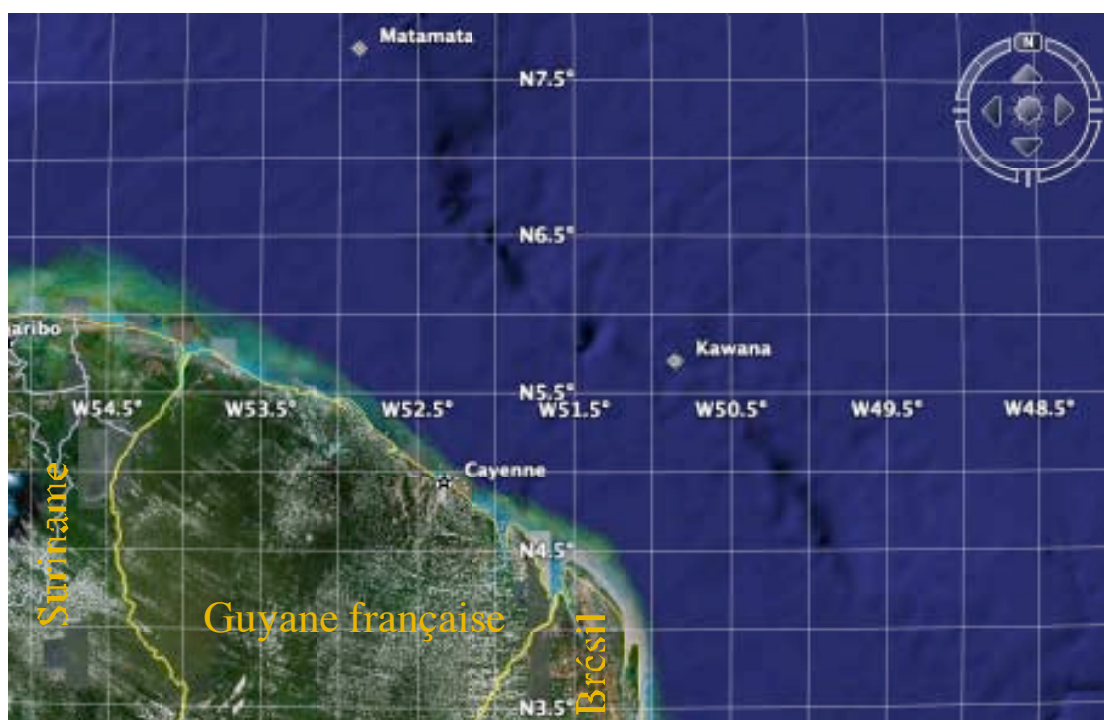 Matamata
N
N7.5°
N6.5°
aribo
Kawana
N5.5°
W54.5° W53.5° W52.5° W51.5° W50.5° W49.5° W48.5°
Cayenne
Suriname
N4.5°
Guyane française
Brésil
N3.5°